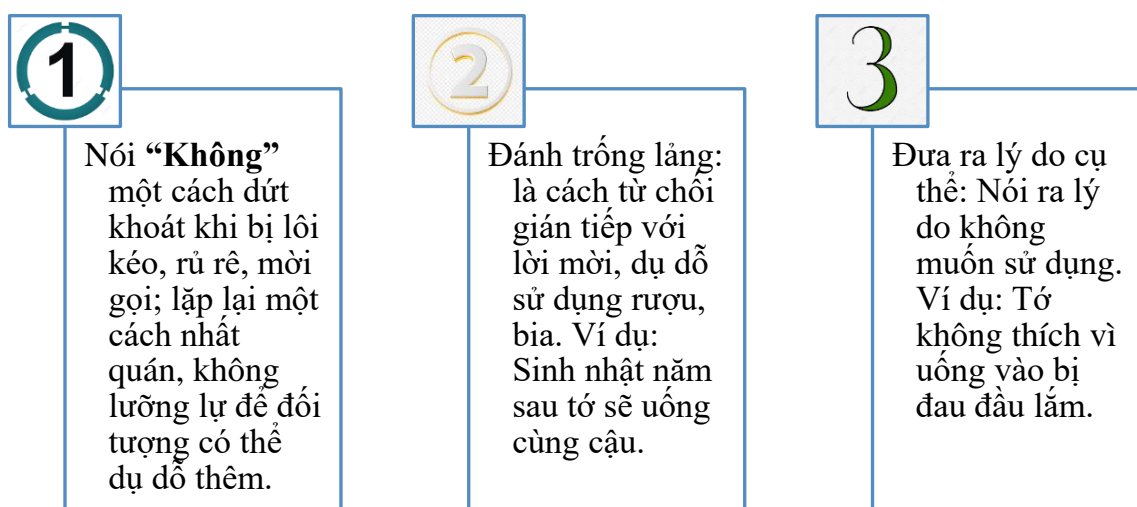 1
Nói “Không”
một cách dứt
khoát khi bị lôi
kéo, rủ rê, mời
gọi; lặp lại một
cách nhất
quán, không
lưỡng lự để đối
tượng có thể
dụ dỗ thêm.
2
Đánh trống lảng:
là cách từ chối
gián tiếp với
lời mời, dụ dỗ
sử dụng rượu,
bia. Ví dụ:
Sinh nhật năm
sau tớ sẽ uống
cùng cậu.
3
Đưa ra lý do cụ
thể: Nói ra lý
do không
muốn sử dụng.
Ví dụ: Tớ
không thích vì
uống vào bị
đau đầu lắm.